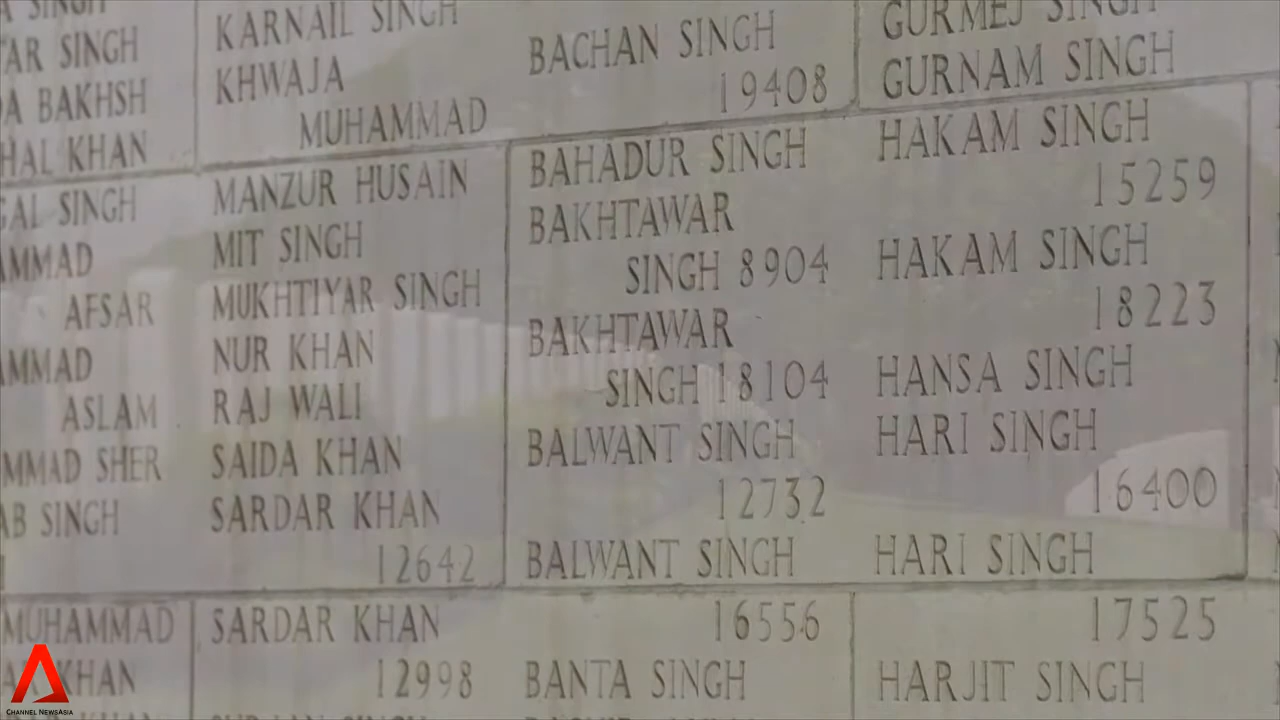 SINGH
AR SINGH
A BAKHSH
HAL KHAN
GAL SINGH
AMMAD
AFSAR
AMMAD
ASLAM
MMAD SHER
AB SINGH
MUHAMMAD
KHAN
KARNAIL SINGH
KHWAJA
MUHAMMAD
MANZUR HUSAIN
MIT SINGH
MUKHTIYAR SINGH
NUR KHAN
RAJ WALI
SAIDA KHAN
SARDAR KHAN
12642
SARDAR KHAN
12998
BACHAN SINGH
19408
BAHADUR SINGH
BAKHTAWAR
SINGH 8904
BAKHTAWAR
SINGH 18104
BALWANT SINGH
12732
BALWANT SINGH
16556
BANTA SINGH
GURMEJ SINGH
GURNAM SINGH
HAKAM SINGH
15259
HAKAM SINGH
18223
HANSA SINGH
HARI SINGH
16400
HARI SINGH
17525
HARJIT SINGH
CHANNEL NEWSASIA